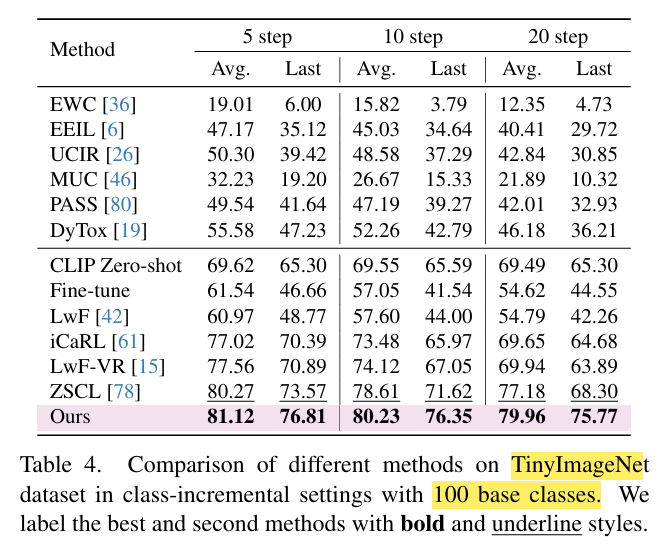 Method 5 step 10 step 20 step
Avg. Last Avg. Last Avg. Last
EWC [36] 19.01 6.00 15.82 3.79 12.35 4.73
EEIL [6] 47.17 35.12 45.03 34.64 40.41 29.72
UCIR [26] 50.30 39.42 48.58 37.29 42.84 30.85
MUC [46] 32.23 19.20 26.67 15.33 21.89 10.32
PASS [80] 49.54 41.64 47.19 39.27 42.01 32.93
DyTox [19] 55.58 47.23 52.26 42.79 46.18 36.21
CLIP Zero-shot 69.62 65.30 69.55 65.59 69.49 65.30
Fine-tune 61.54 46.66 57.05 41.54 54.62 44.55
LwF [42] 60.97 48.77 57.60 44.00 54.79 42.26
iCaRL [61] 77.02 70.39 73.48 65.97 69.65 64.68
LwF-VR [15] 77.56 70.89 74.12 67.05 69.94 63.89
ZSCL [78] 80.27 73.57 78.61 71.62 77.18 68.30
Ours 81.12 76.81 80.23 76.35 79.96 75.77
Table 4. Comparison of different methods on TinyImageNet
dataset in class-incremental settings with 100 base classes. We
label the best and second methods with bold and underline styles.